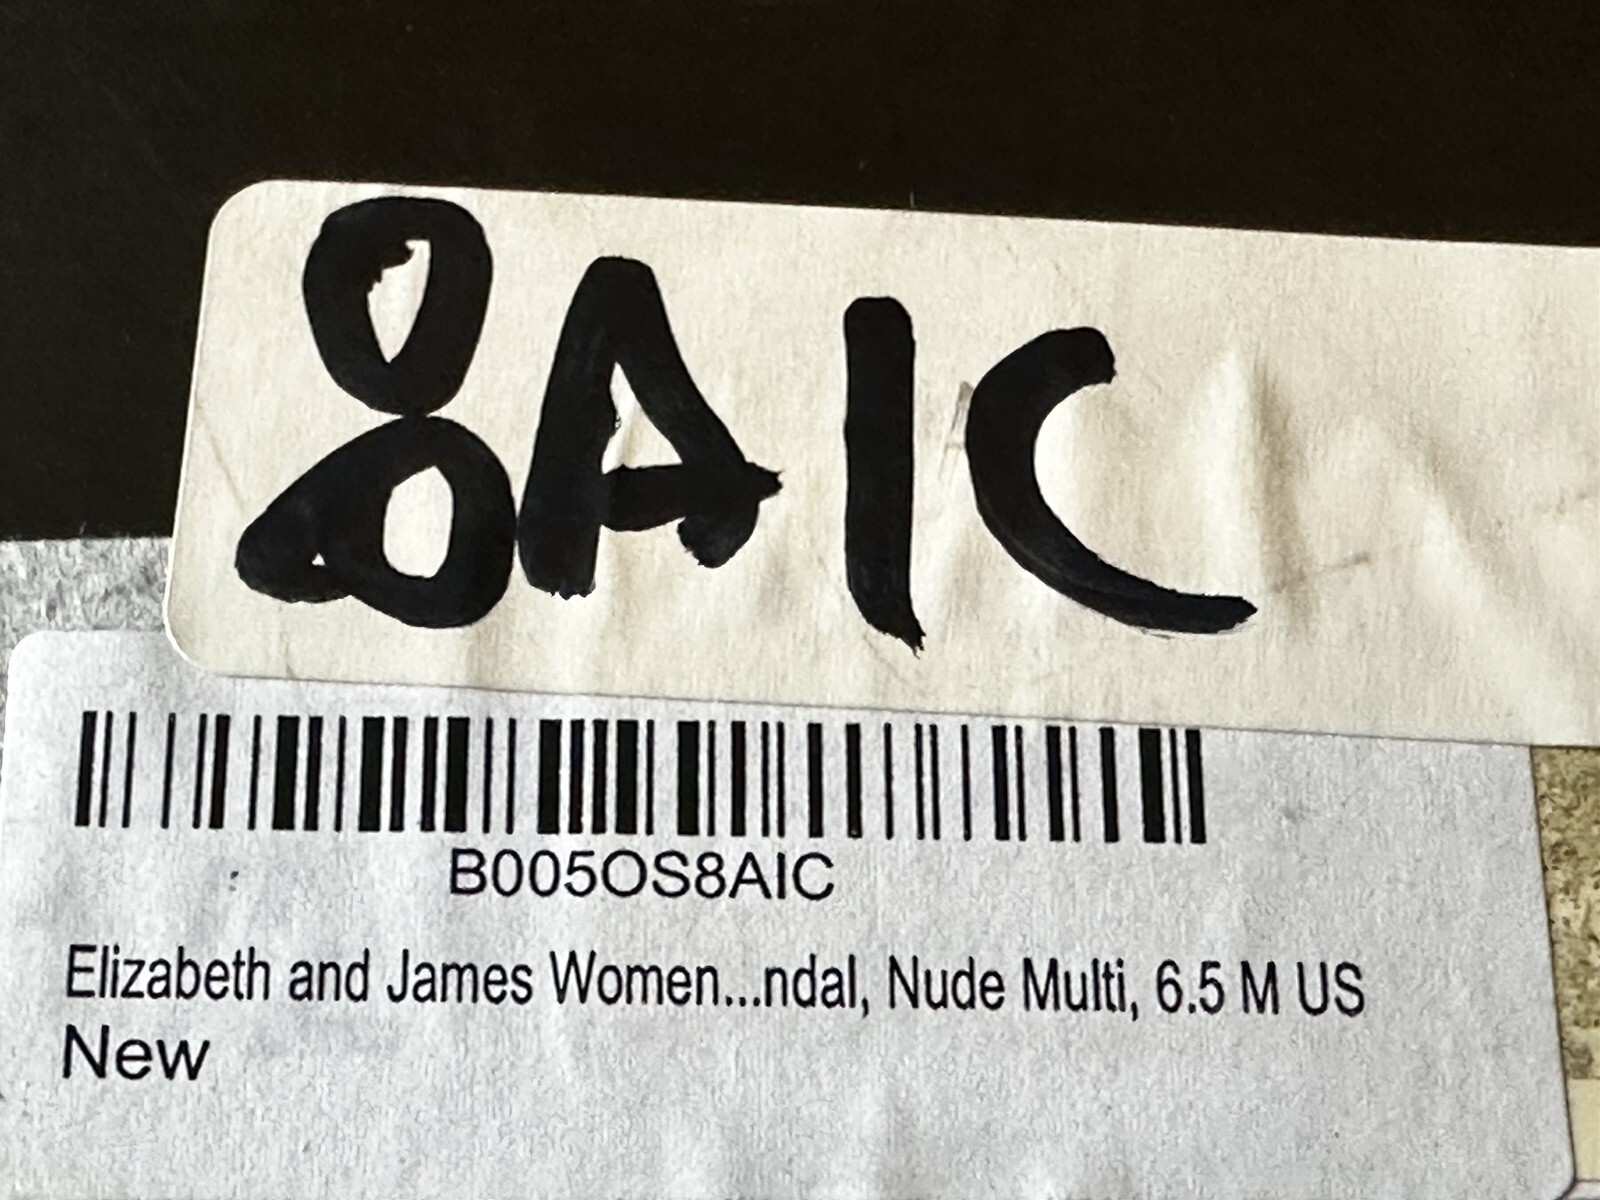 8AIC
B005OS8AIC
Elizabeth and James Women...ndal, Nude Multi, 6.5 M US
New